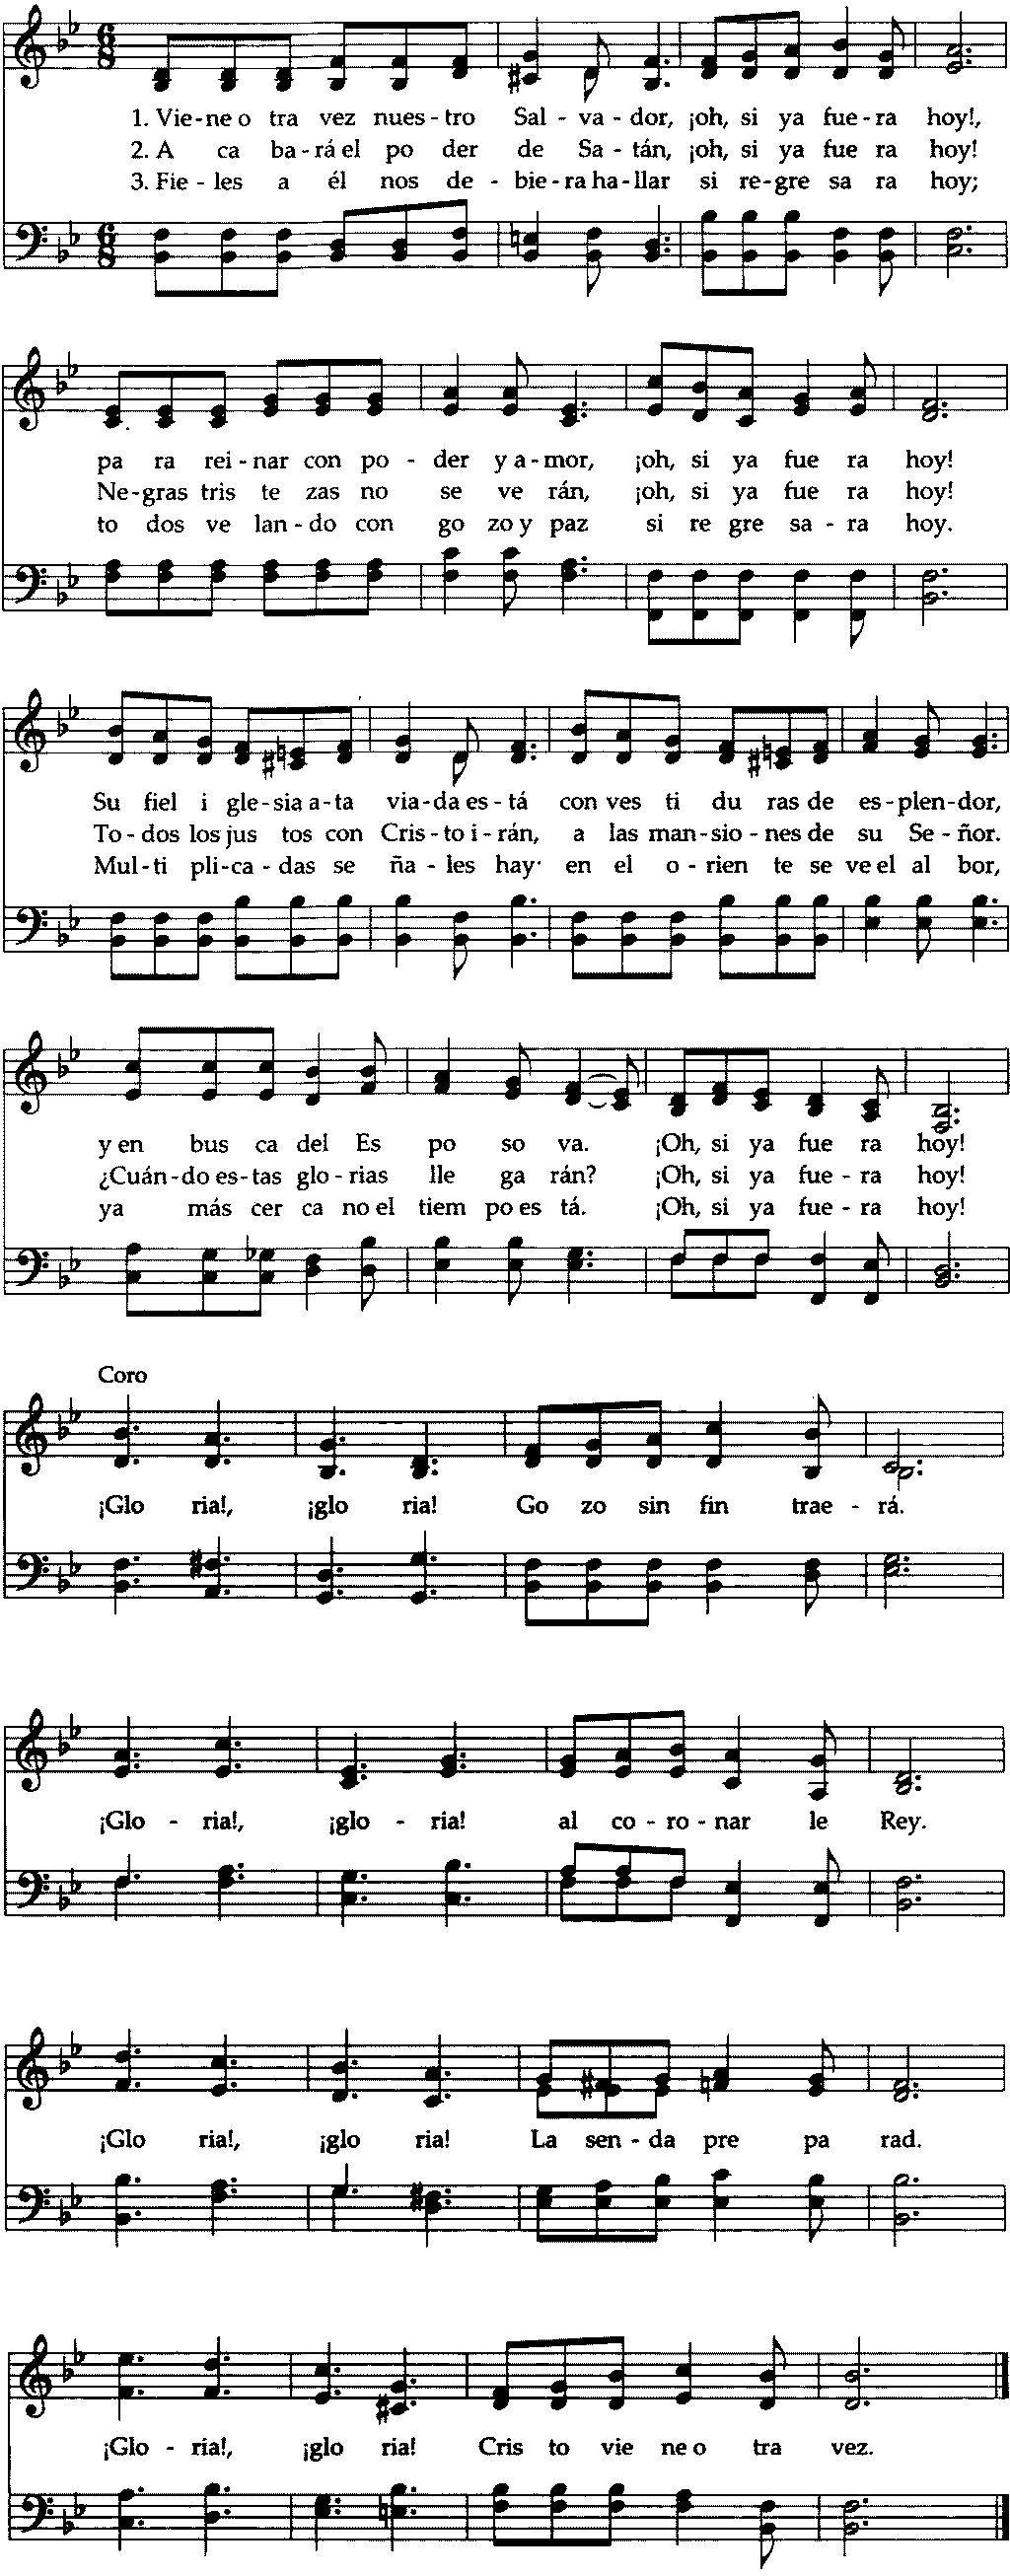 1. Vie-ne o tra vez nues-tro Sal-va-dor, ¡oh, si ya fue-ra hoy!,
2. A ca ba-rá el po der de Sa-tán, ¡oh, si ya fue ra hoy!
3. Fie-les a él nos de-bie-ra ha-llar si re-gre sa ra hoy;
pa ra rei-nar con po-der y a-mor, ¡oh, si ya fue ra hoy!
Ne-gras tris te zas no se ve rán, ¡oh, si ya fue ra hoy!
to dos ve lan-do con go zo y paz si re gre sa-ra hoy.
Su fiel i gle-sia a-ta via-da es-tá con ves ti du ras de es-plen-dor,
To-dos los jus tos con Cris-to i-rán, a las man-sio-nes de su Se-ñor.
Mul-ti pli-ca-das se ña-les hay en el o-rien te se ve el al bor,
y en bus ca del Es po so va. ¡Oh, si ya fue ra hoy!
¿Cuán-do es-tas glo-rias lle ga rán? ¡Oh, si ya fue-ra hoy!
ya más cer ca no el tiem po es tá. ¡Oh, si ya fue-ra hoy!
Coro
¡Glo ria!, ¡glo ria! Go zo sin fin trae-rá.
¡Glo-ria!, ¡glo-ria! al co-ro-nar le Rey.
¡Glo ria!, ¡glo ria! La sen-da pre pa rad.
¡Glo-ria!, ¡glo ria! Cris to vie ne o tra vez.